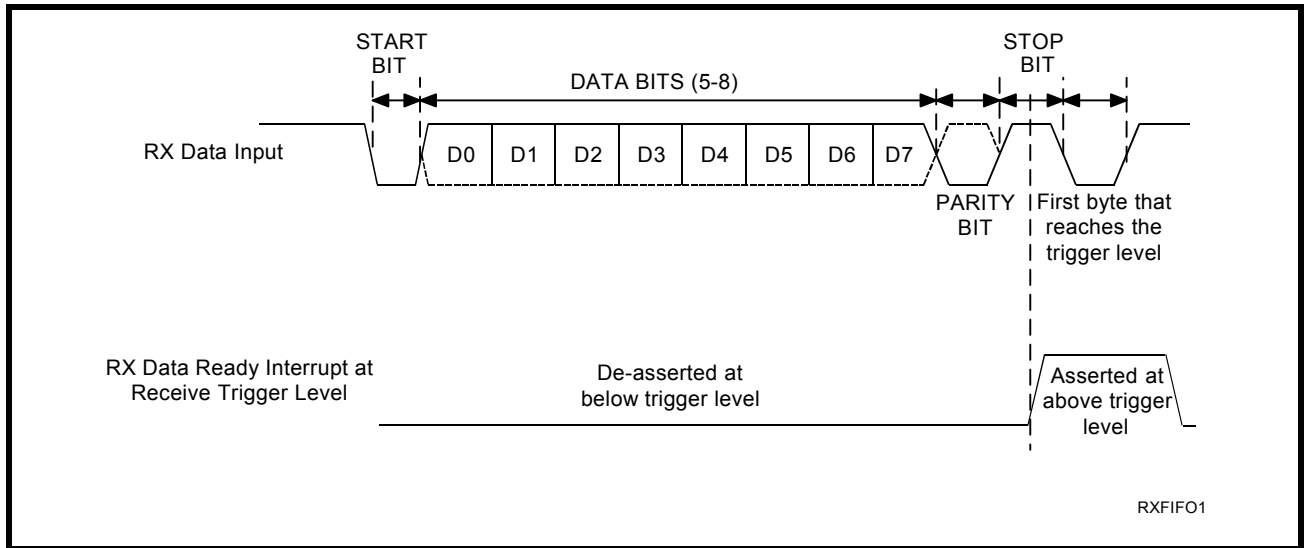 START
BIT
STOP
BIT
DATA BITS (5-8)
RX Data Input
D0 D1 D2 D3 D4 D5 D6 D7
PARITY
BIT
First byte that
reaches the
trigger level
RX Data Ready Interrupt at
Receive Trigger Level
De-asserted at
below trigger level
Asserted at
above trigger
level
RXFIFO1